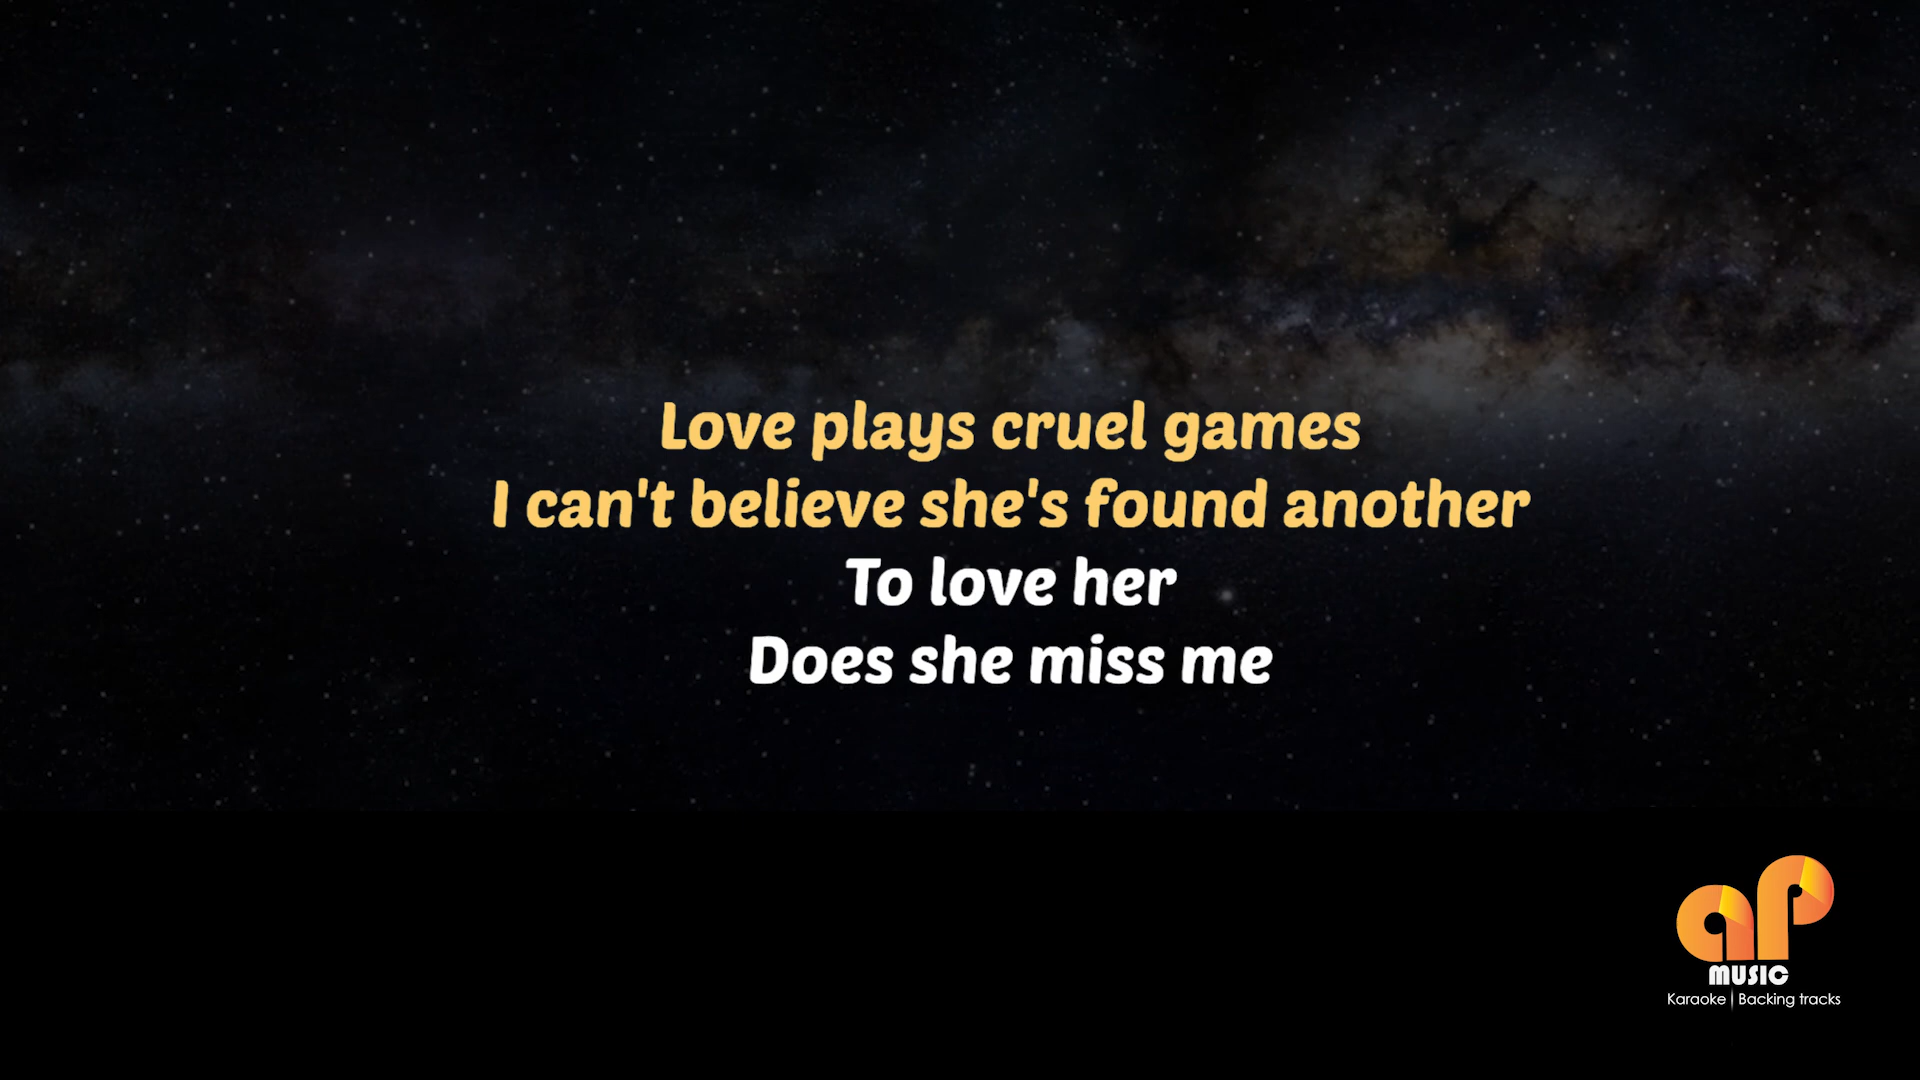 Love plays cruel games
I can't believe she's found another
To love her
Does she miss me
ap
MUSIC
Karaoke | Backing tracks